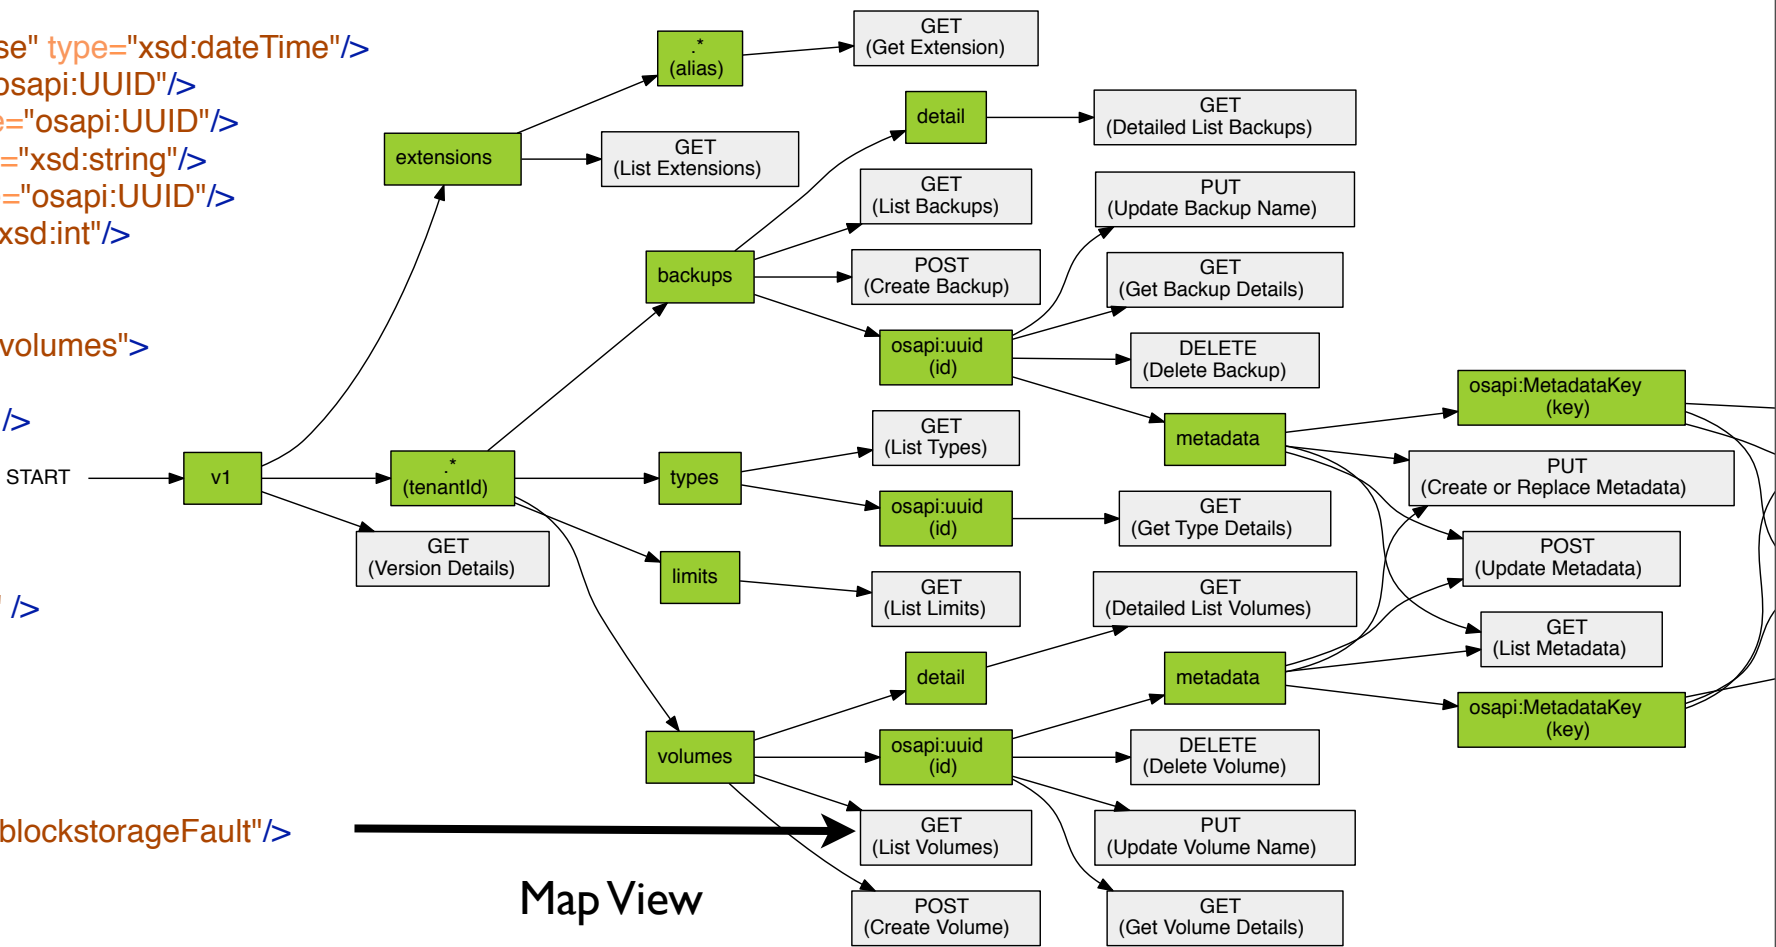 se" type="xsd:dateTime"/>
osapi:UUID"/>
e="osapi:UUID"/>
="xsd:string"/>
="osapi:UUID"/>
xsd:int"/>
volumes">
/>
" />
blockstorageFault"/>
START
v1
extensions
.*
(alias)
GET
(Get Extension)
GET
(List Extensions)
.*
(tenantId)
GET
(Version Details)
backups
detail
GET
(Detailed List Backups)
GET
(List Backups)
POST
(Create Backup)
osapi:uuid
(id)
PUT
(Update Backup Name)
GET
(Get Backup Details)
DELETE
(Delete Backup)
metadata
osapi:MetadataKey
(key)
types
GET
(List Types)
osapi:uuid
(id)
GET
(Get Type Details)
PUT
(Create or Replace Metadata)
POST
(Update Metadata)
GET
(List Metadata)
limits
GET
(List Limits)
volumes
detail
GET
(Detailed List Volumes)
osapi:uuid
(id)
metadata
osapi:MetadataKey
(key)
DELETE
(Delete Volume)
PUT
(Update Volume Name)
GET
(Get Volume Details)
GET
(List Volumes)
POST
(Create Volume)
Map View